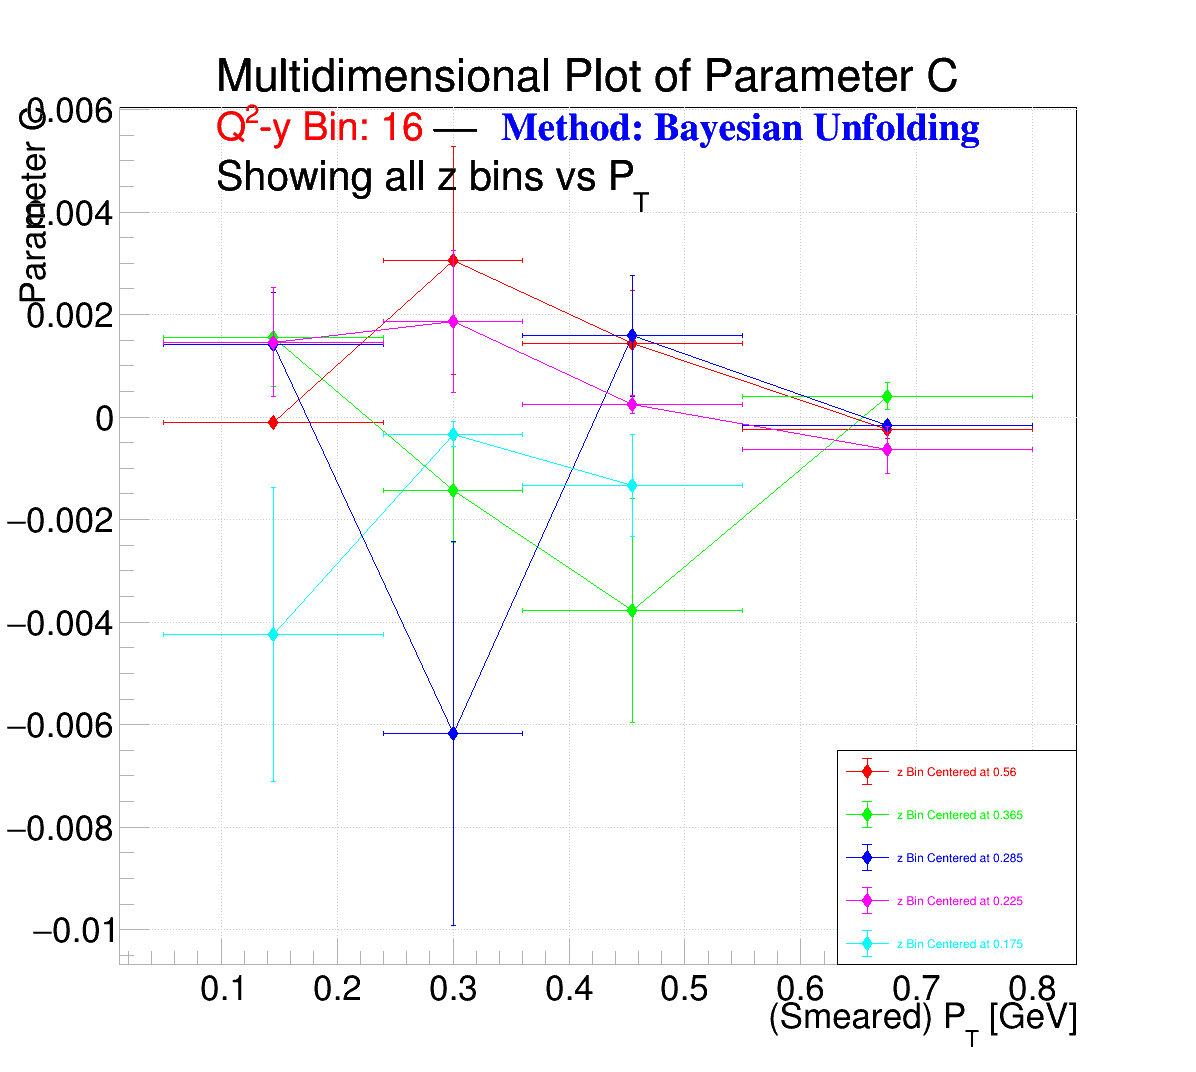 Multidimensional Plot of Parameter C
Q²-y Bin: 16 — Method: Bayesian Unfolding
Showing all z bins vs P_T
Parameter C
0.006
0.004
0.002
0
−0.002
−0.004
−0.006
−0.008
−0.01
z Bin Centered at 0.56
z Bin Centered at 0.365
z Bin Centered at 0.285
z Bin Centered at 0.225
z Bin Centered at 0.175
0.1 0.2 0.3 0.4 0.5 0.6 0.7 0.8
(Smeared) P_T [GeV]